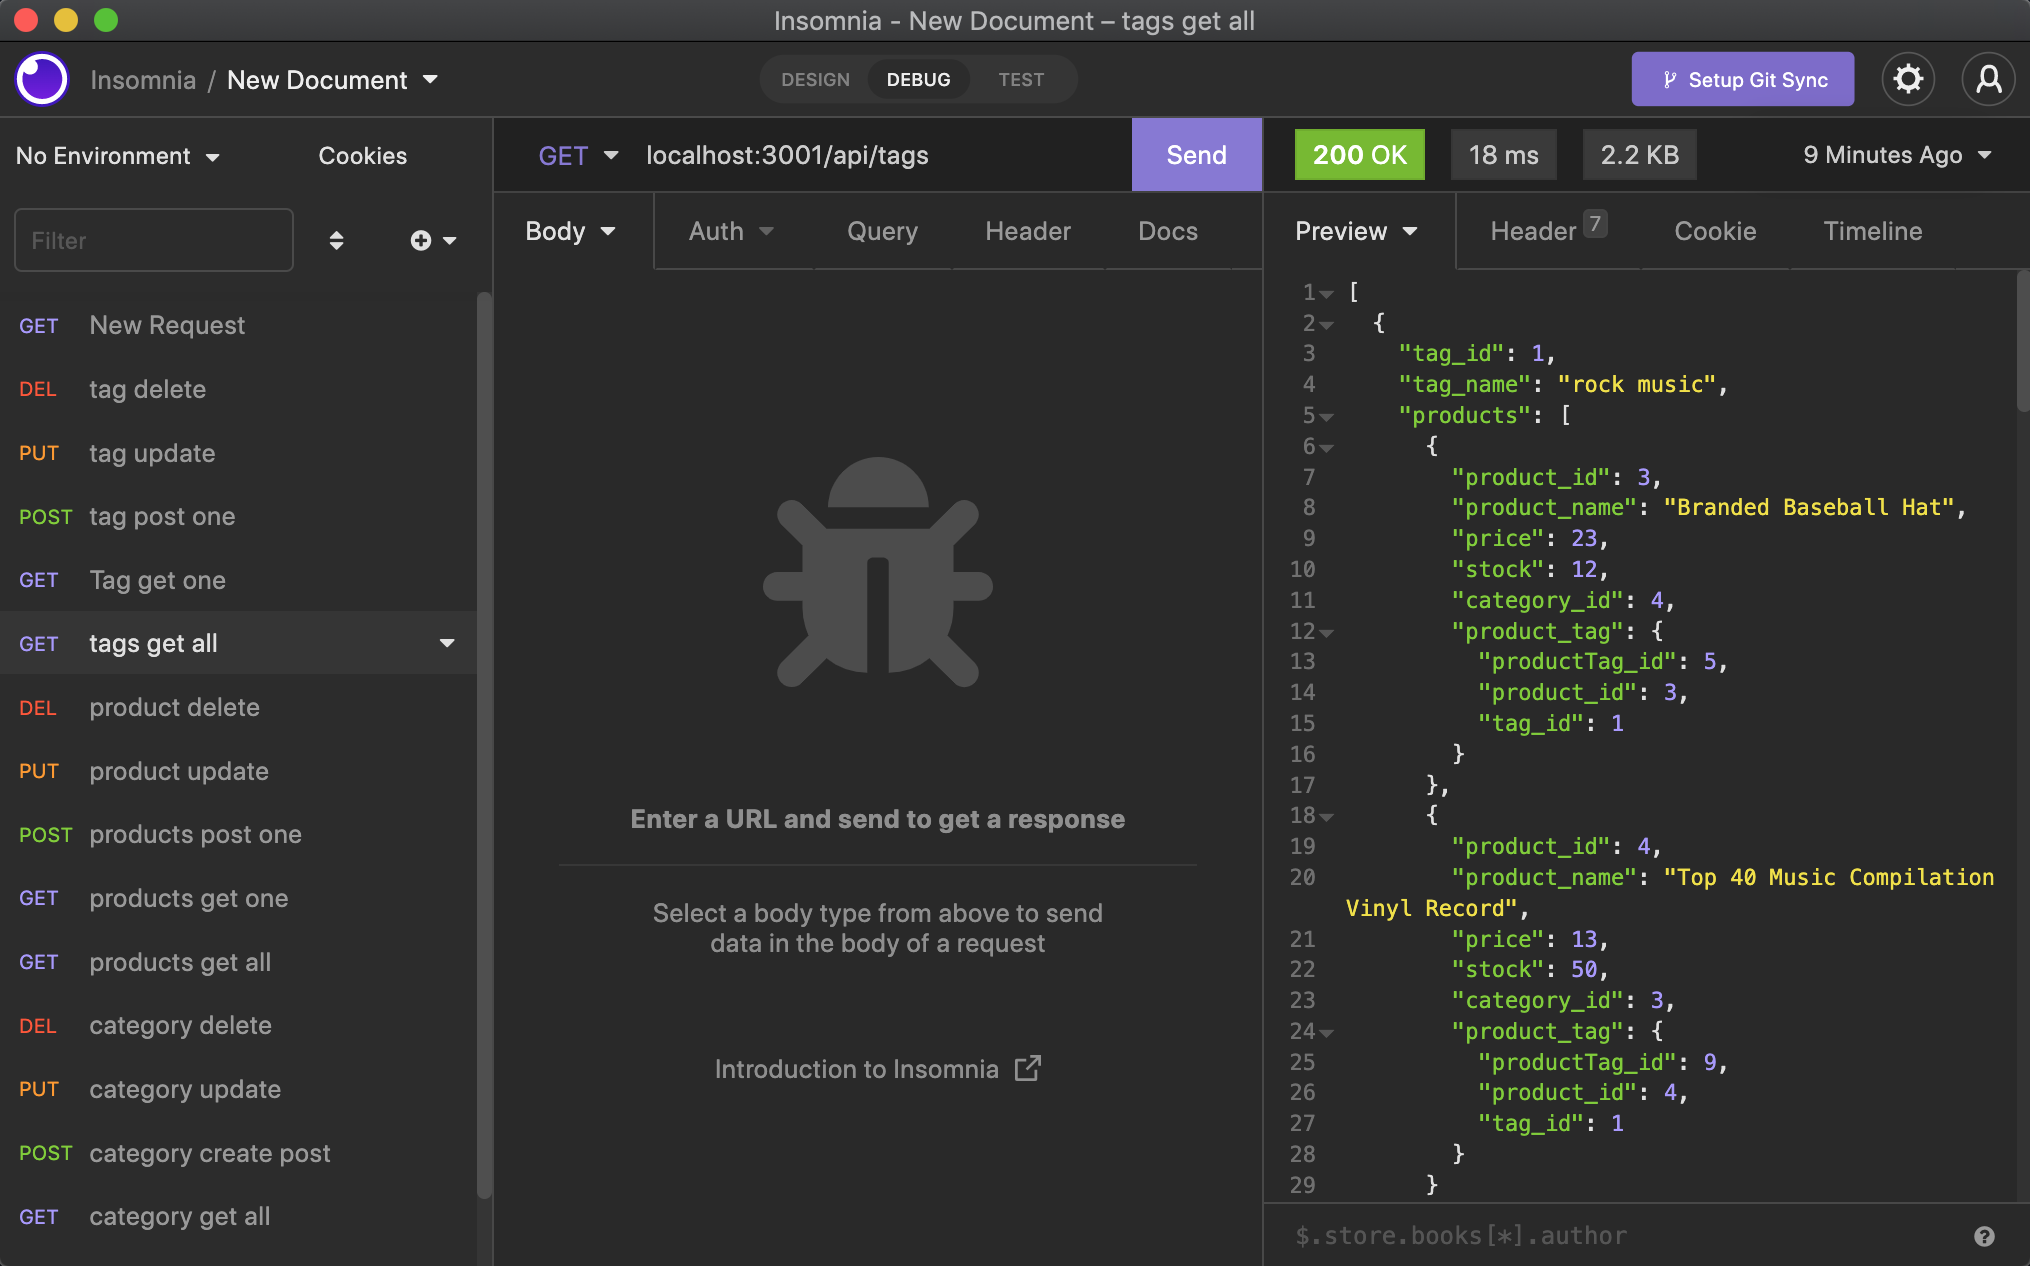 Insomnia - New Document – tags get all
Insomnia / New Document
DESIGN DEBUG TEST
Setup Git Sync
No Environment Cookies
Filter
GET New Request
DEL tag delete
PUT tag update
POST tag post one
GET Tag get one
GET tags get all
DEL product delete
PUT product update
POST products post one
GET products get one
GET products get all
DEL category delete
PUT category update
POST category create post
GET category get all
GET localhost:3001/api/tags Send
Body Auth Query Header Docs
Enter a URL and send to get a response
Select a body type from above to send
data in the body of a request
Introduction to Insomnia
200 OK 18 ms 2.2 KB 9 Minutes Ago
Preview Header 7 Cookie Timeline
1 [
2 {
3 "tag_id": 1,
4 "tag_name": "rock music",
5 "products": [
6 {
7 "product_id": 3,
8 "product_name": "Branded Baseball Hat",
9 "price": 23,
10 "stock": 12,
11 "category_id": 4,
12 "product_tag": {
13 "productTag_id": 5,
14 "product_id": 3,
15 "tag_id": 1
16 }
17 },
18 {
19 "product_id": 4,
20 "product_name": "Top 40 Music Compilation
Vinyl Record",
21 "price": 13,
22 "stock": 50,
23 "category_id": 3,
24 "product_tag": {
25 "productTag_id": 9,
26 "product_id": 4,
27 "tag_id": 1
28 }
29 }
$.store.books[*].author